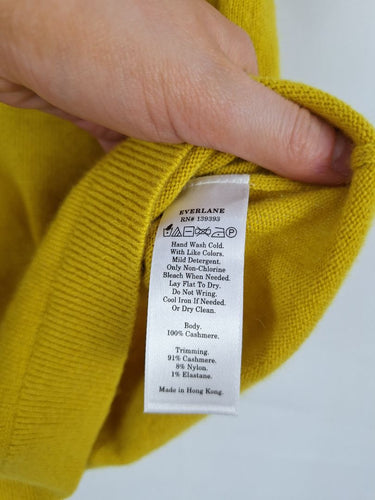 EVERLANE
RN# 139393
P
Hand Wash Cold.
With Like Colors.
Mild Detergent.
Only Non-Chlorine
Bleach When Needed.
Lay Flat To Dry.
Do Not Wring.
Cool Iron If Needed.
Or Dry Clean.
Body.
100% Cashmere.
Trimming.
91% Cashmere.
8% Nylon.
1% Elastane.
Made in Hong Kong.